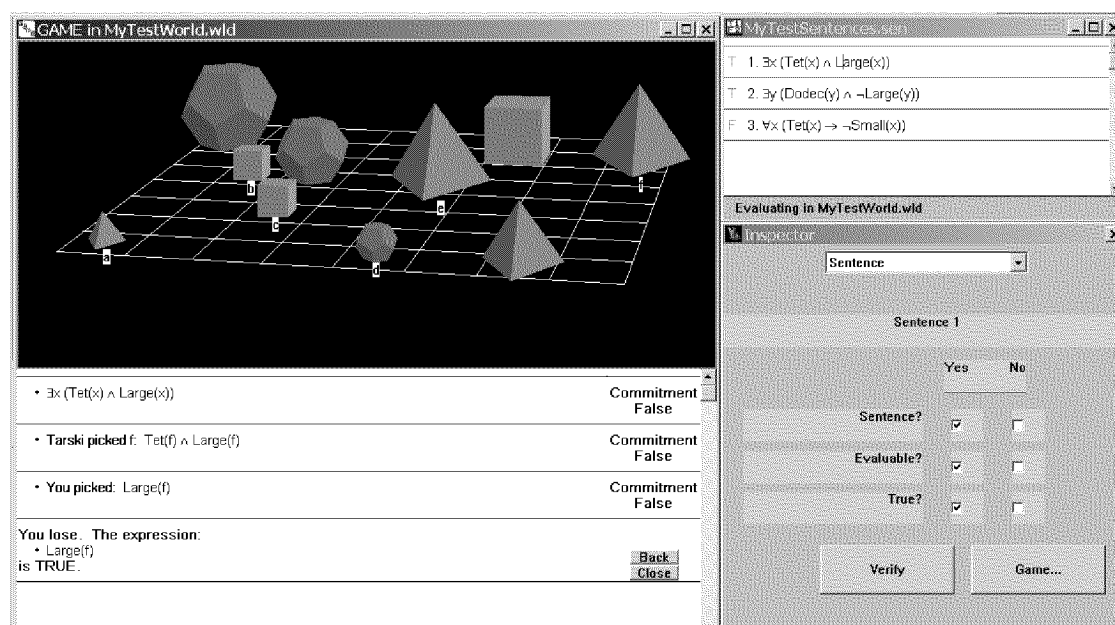 GAME in MyTestWorld.wld
b
c
a
d
e
f
• ∃x (Tet(x) ∧ Large(x))
Commitment
False
• Tarski picked f: Tet(f) ∧ Large(f)
Commitment
False
• You picked: Large(f)
Commitment
False
You lose. The expression:
• Large(f)
is TRUE.
Back
Close
MyTestSentences.sen
T 1. ∃x (Tet(x) ∧ Large(x))
T 2. ∃y (Dodec(y) ∧ ¬Large(y))
F 3. ∀x (Tet(x) → ¬Small(x))
Evaluating in MyTestWorld.wld
Inspector
Sentence
Sentence 1
Yes No
Sentence?
Evaluable?
True?
Verify
Game...